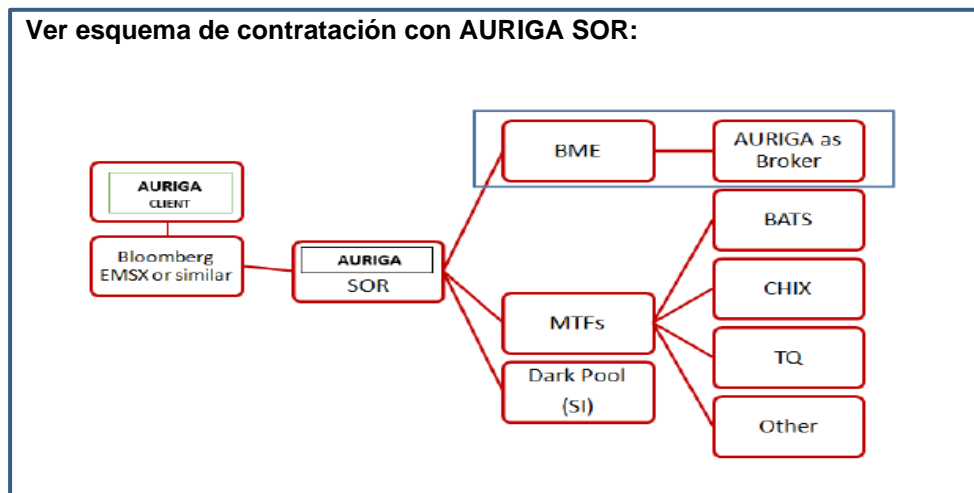 Ver esquema de contratación con AURIGA SOR:
AURIGA
CLIENT
Bloomberg
EMSX or similar
AURIGA
SOR
BME
AURIGA as
Broker
MTFs
Dark Pool
(SI)
BATS
CHIX
TQ
Other